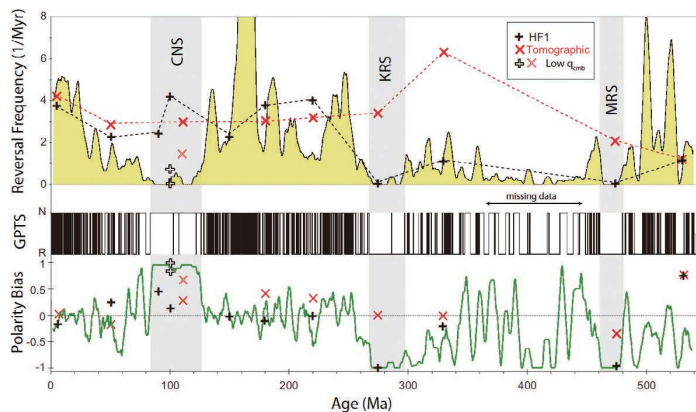 Reversal Frequency (1/Myr)
8
6
4
2
0
CNS
KRS
MRS
HF1
Tomographic
Low qcmb
missing data
GPTS
N
R
Polarity Bias
1
0.5
0
-0.5
-1
0
100
200
300
400
500
Age (Ma)